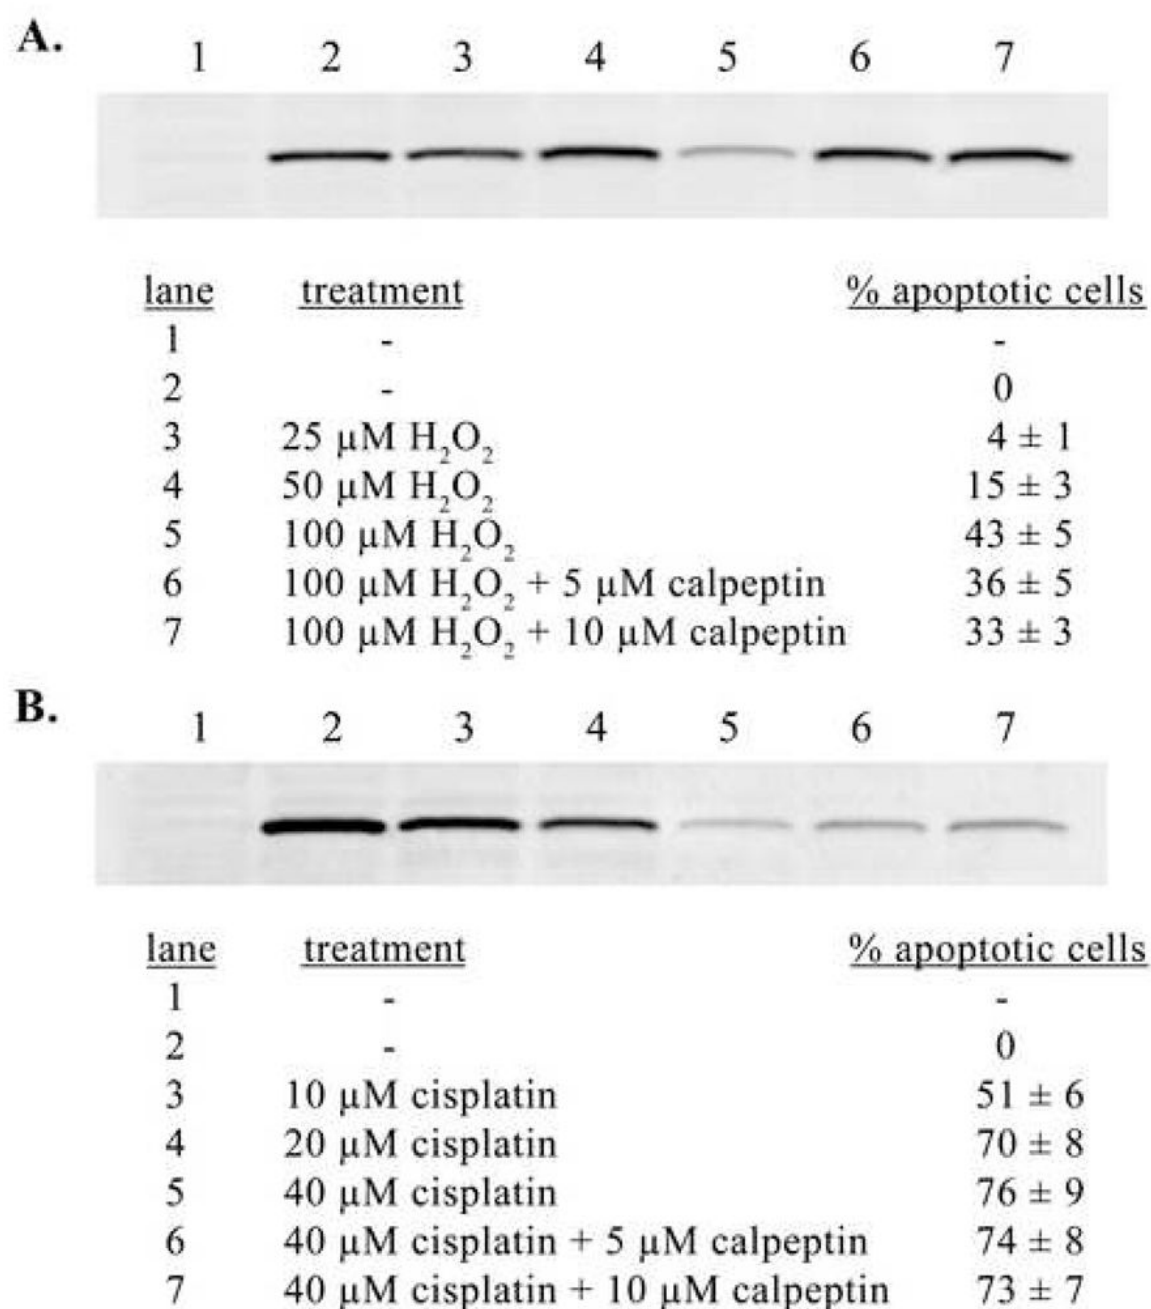 A.
1 2 3 4 5 6 7
lane treatment % apoptotic cells
1 - -
2 - 0
3 25 μM H₂O₂ 4 ± 1
4 50 μM H₂O₂ 15 ± 3
5 100 μM H₂O₂ 43 ± 5
6 100 μM H₂O₂ + 5 μM calpeptin 36 ± 5
7 100 μM H₂O₂ + 10 μM calpeptin 33 ± 3
B.
1 2 3 4 5 6 7
lane treatment % apoptotic cells
1 - -
2 - 0
3 10 μM cisplatin 51 ± 6
4 20 μM cisplatin 70 ± 8
5 40 μM cisplatin 76 ± 9
6 40 μM cisplatin + 5 μM calpeptin 74 ± 8
7 40 μM cisplatin + 10 μM calpeptin 73 ± 7